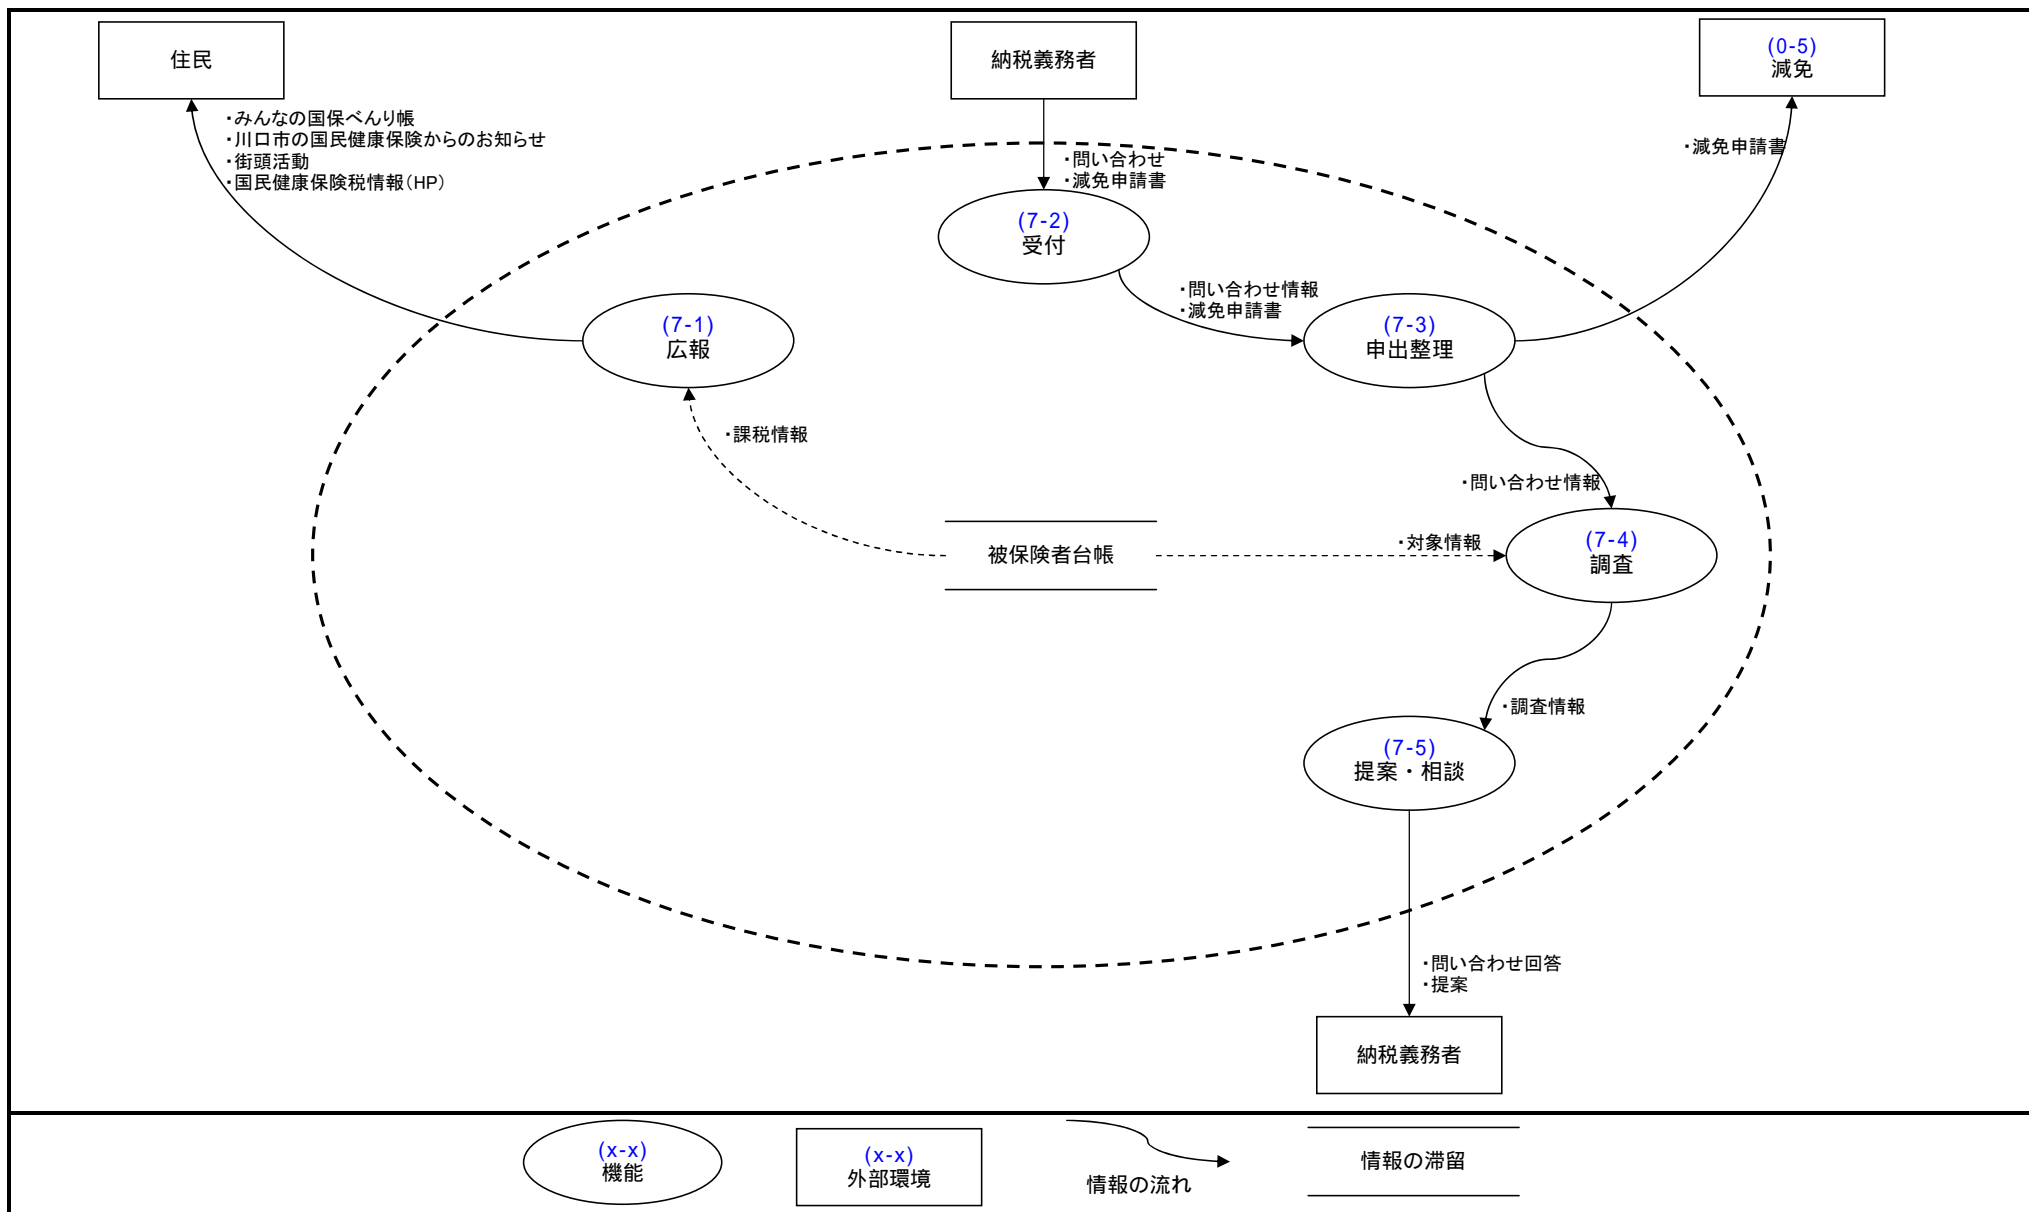 住民
納税義務者
(0-5)
減免
・みんなの国保べんり帳
・川口市の国民健康保険からのお知らせ
・街頭活動
・国民健康保険税情報(HP)
・問い合わせ
・減免申請書
・減免申請書
(7-2)
受付
・問い合わせ情報
・減免申請書
(7-1)
広報
(7-3)
申出整理
・課税情報
・問い合わせ情報
被保険者台帳
・対象情報
(7-4)
調査
・調査情報
(7-5)
提案・相談
・問い合わせ回答
・提案
納税義務者
(x-x)
機能
(x-x)
外部環境
情報の流れ
情報の滞留